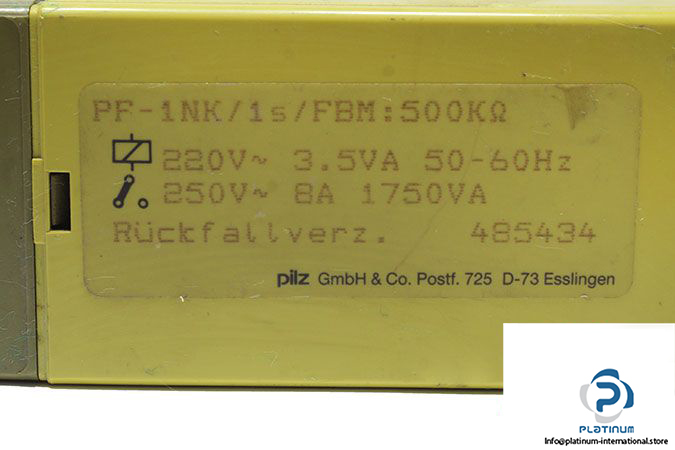 PF-1NK/1s/FBM:500KΩ
220V~ 3.5VA 50-60Hz
250V~ 8A 1750VA
Rückfallverz. 485434
pilz GmbH & Co. Postf. 725 D-73 Esslingen
PLATINUM
Info@platinum-international.store